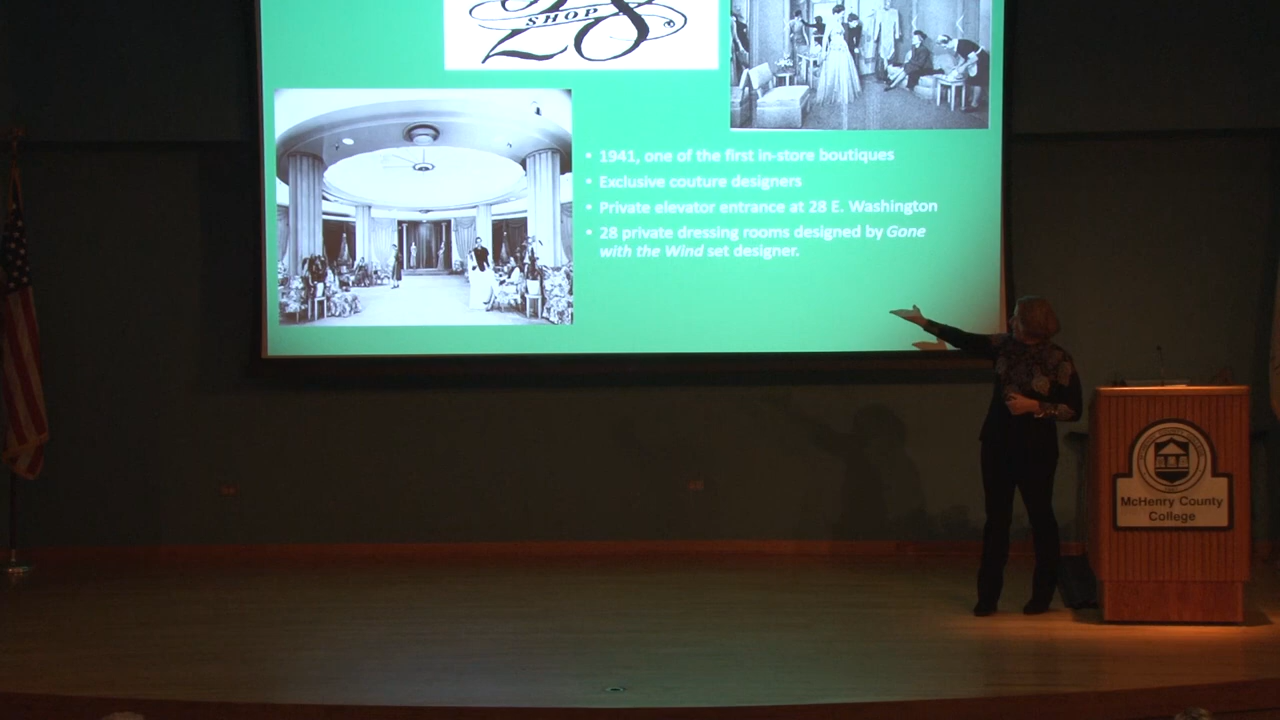 28
SHOP
• 1941, one of the first in-store boutiques
• Exclusive couture designers
• Private elevator entrance at 28 E. Washington
• 28 private dressing rooms designed by Gone
with the Wind set designer.
McHenry County
College